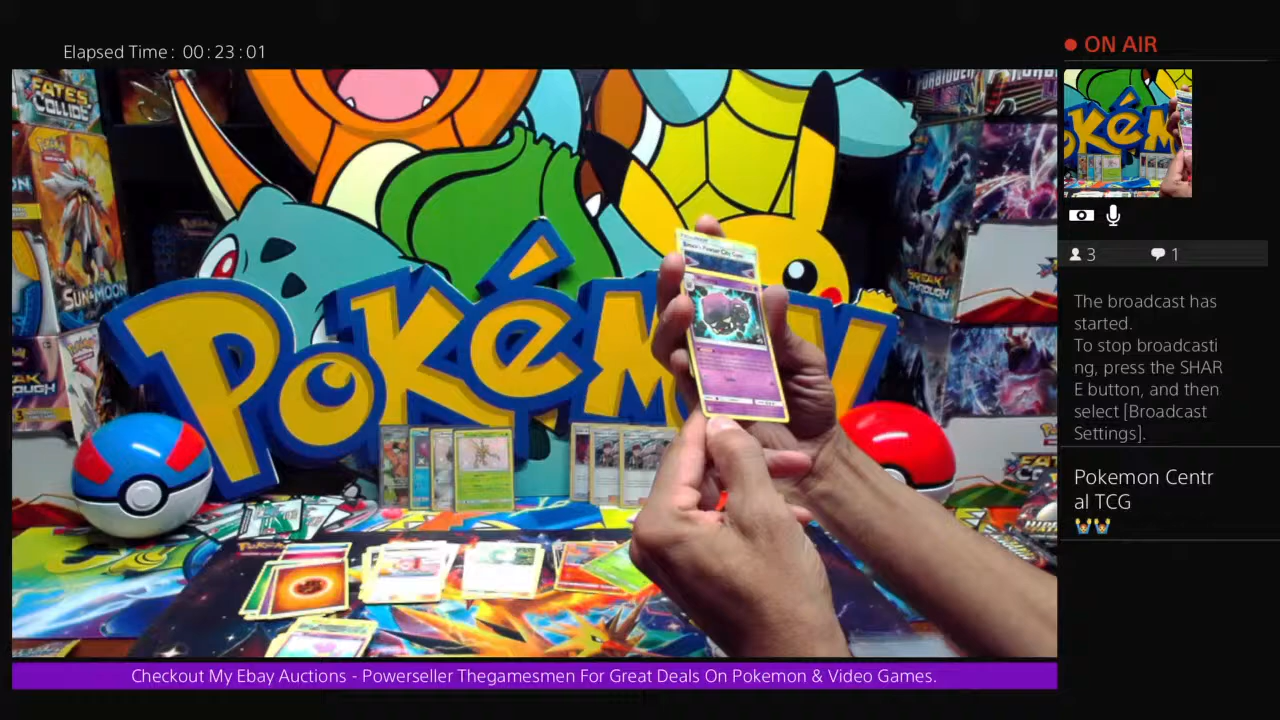 Elapsed Time: 00:23:01
ON AIR
FATES
COLLIDE
SUN & MOON
Pokémon
BREAK
THROUGH
3
1
The broadcast has
started.
To stop broadcasti
ng, press the SHAR
E button, and then
select [Broadcast
Settings].
Pokemon Centr
al TCG
Checkout My Ebay Auctions - Powerseller Thegamesmen For Great Deals On Pokemon & Video Games.